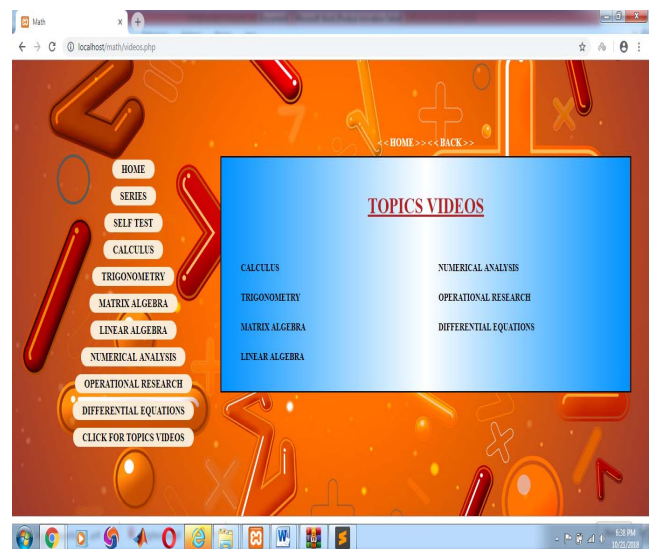 Math
localhost/math/videos.php
<<HOME>><<BACK>>
HOME
SERIES
SELF TEST
CALCULUS
TRIGONOMETRY
MATRIX ALGEBRA
LINEAR ALGEBRA
NUMERICAL ANALYSIS
OPERATIONAL RESEARCH
DIFFERENTIAL EQUATIONS
CLICK FOR TOPICS VIDEOS
TOPICS VIDEOS
CALCULUS
TRIGONOMETRY
MATRIX ALGEBRA
LINEAR ALGEBRA
NUMERICAL ANALYSIS
OPERATIONAL RESEARCH
DIFFERENTIAL EQUATIONS
5:38 PM
10/21/2018